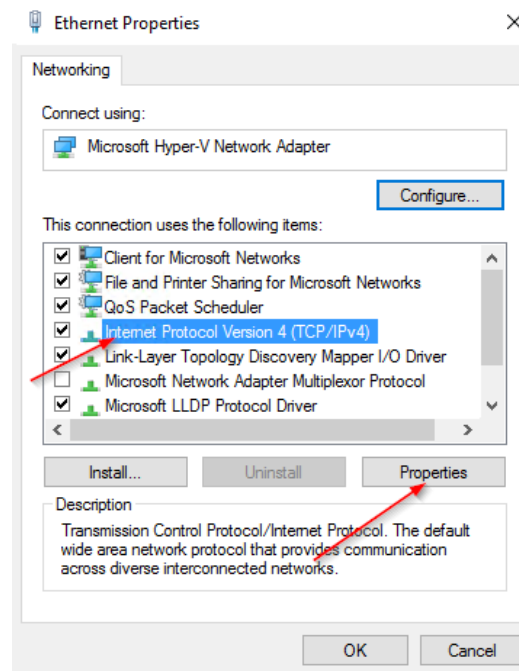 Ethernet Properties
Networking
Connect using:
Microsoft Hyper-V Network Adapter
Configure...
This connection uses the following items:
Client for Microsoft Networks
File and Printer Sharing for Microsoft Networks
QoS Packet Scheduler
Internet Protocol Version 4 (TCP/IPv4)
Link-Layer Topology Discovery Mapper I/O Driver
Microsoft Network Adapter Multiplexor Protocol
Microsoft LLDP Protocol Driver
Install... Uninstall Properties
Description
Transmission Control Protocol/Internet Protocol. The default
wide area network protocol that provides communication
across diverse interconnected networks.
OK Cancel